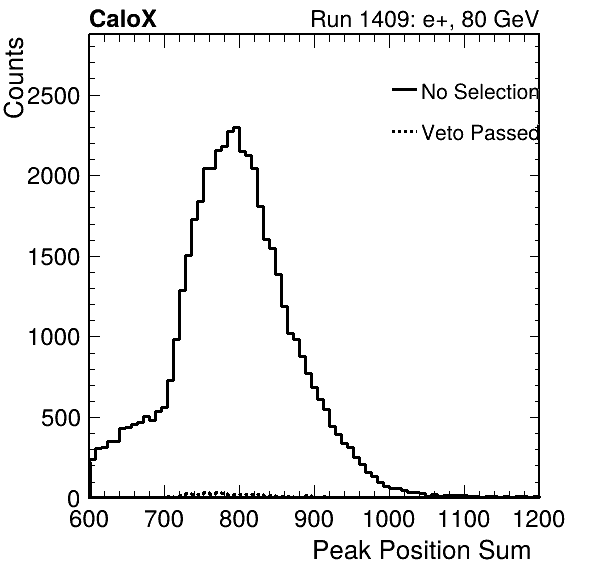 CaloX Run 1409: e+, 80 GeV
Counts
No Selection
Veto Passed
2500
2000
1500
1000
500
0
600 700 800 900 1000 1100 1200
Peak Position Sum